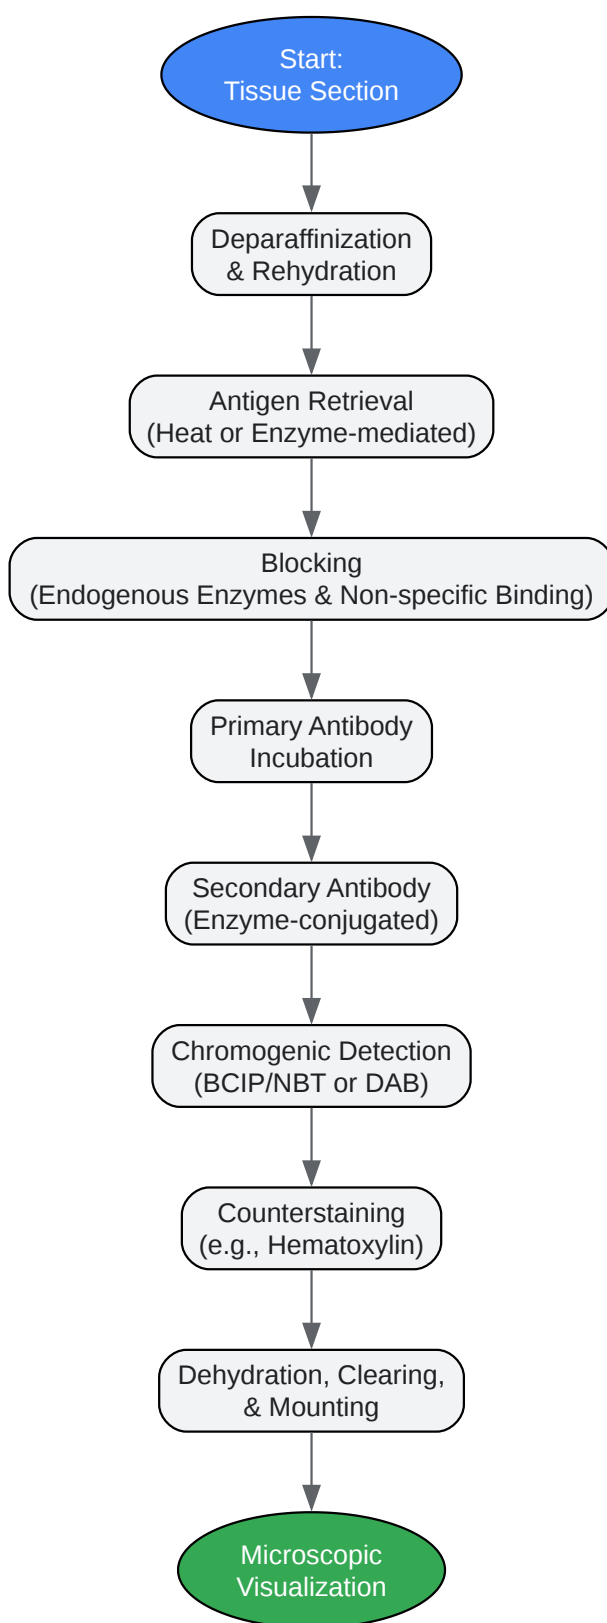 Start:
Tissue Section
Deparaffinization
& Rehydration
Antigen Retrieval
(Heat or Enzyme-mediated)
Blocking
(Endogenous Enzymes & Non-specific Binding)
Primary Antibody
Incubation
Secondary Antibody
(Enzyme-conjugated)
Chromogenic Detection
(BCIP/NBT or DAB)
Counterstaining
(e.g., Hematoxylin)
Dehydration, Clearing,
& Mounting
Microscopic
Visualization